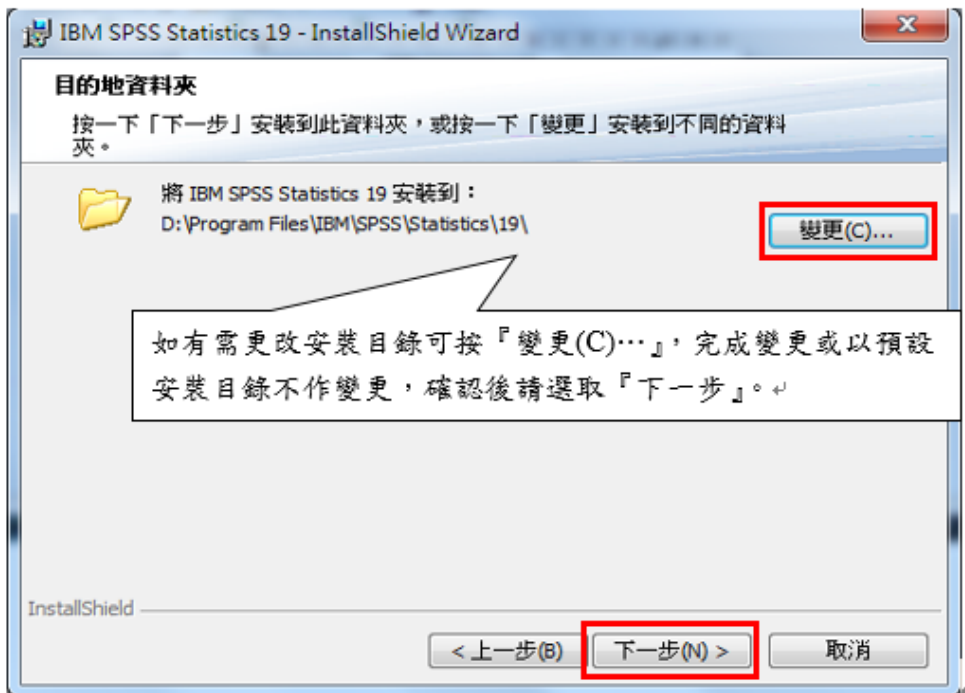 IBM SPSS Statistics 19 - InstallShield Wizard
目的地資料夾
按一下「下一步」安裝到此資料夾，或按一下「變更」安裝到不同的資料
夾。
將 IBM SPSS Statistics 19 安裝到：
D:\Program Files\IBM\SPSS\Statistics\19\
變更(C)...
如有需更改安裝目錄可按『變更(C)…』，完成變更或以預設
安裝目錄不作變更，確認後請選取『下一步』。↵
InstallShield
< 上一步(B)
下一步(N) >
取消